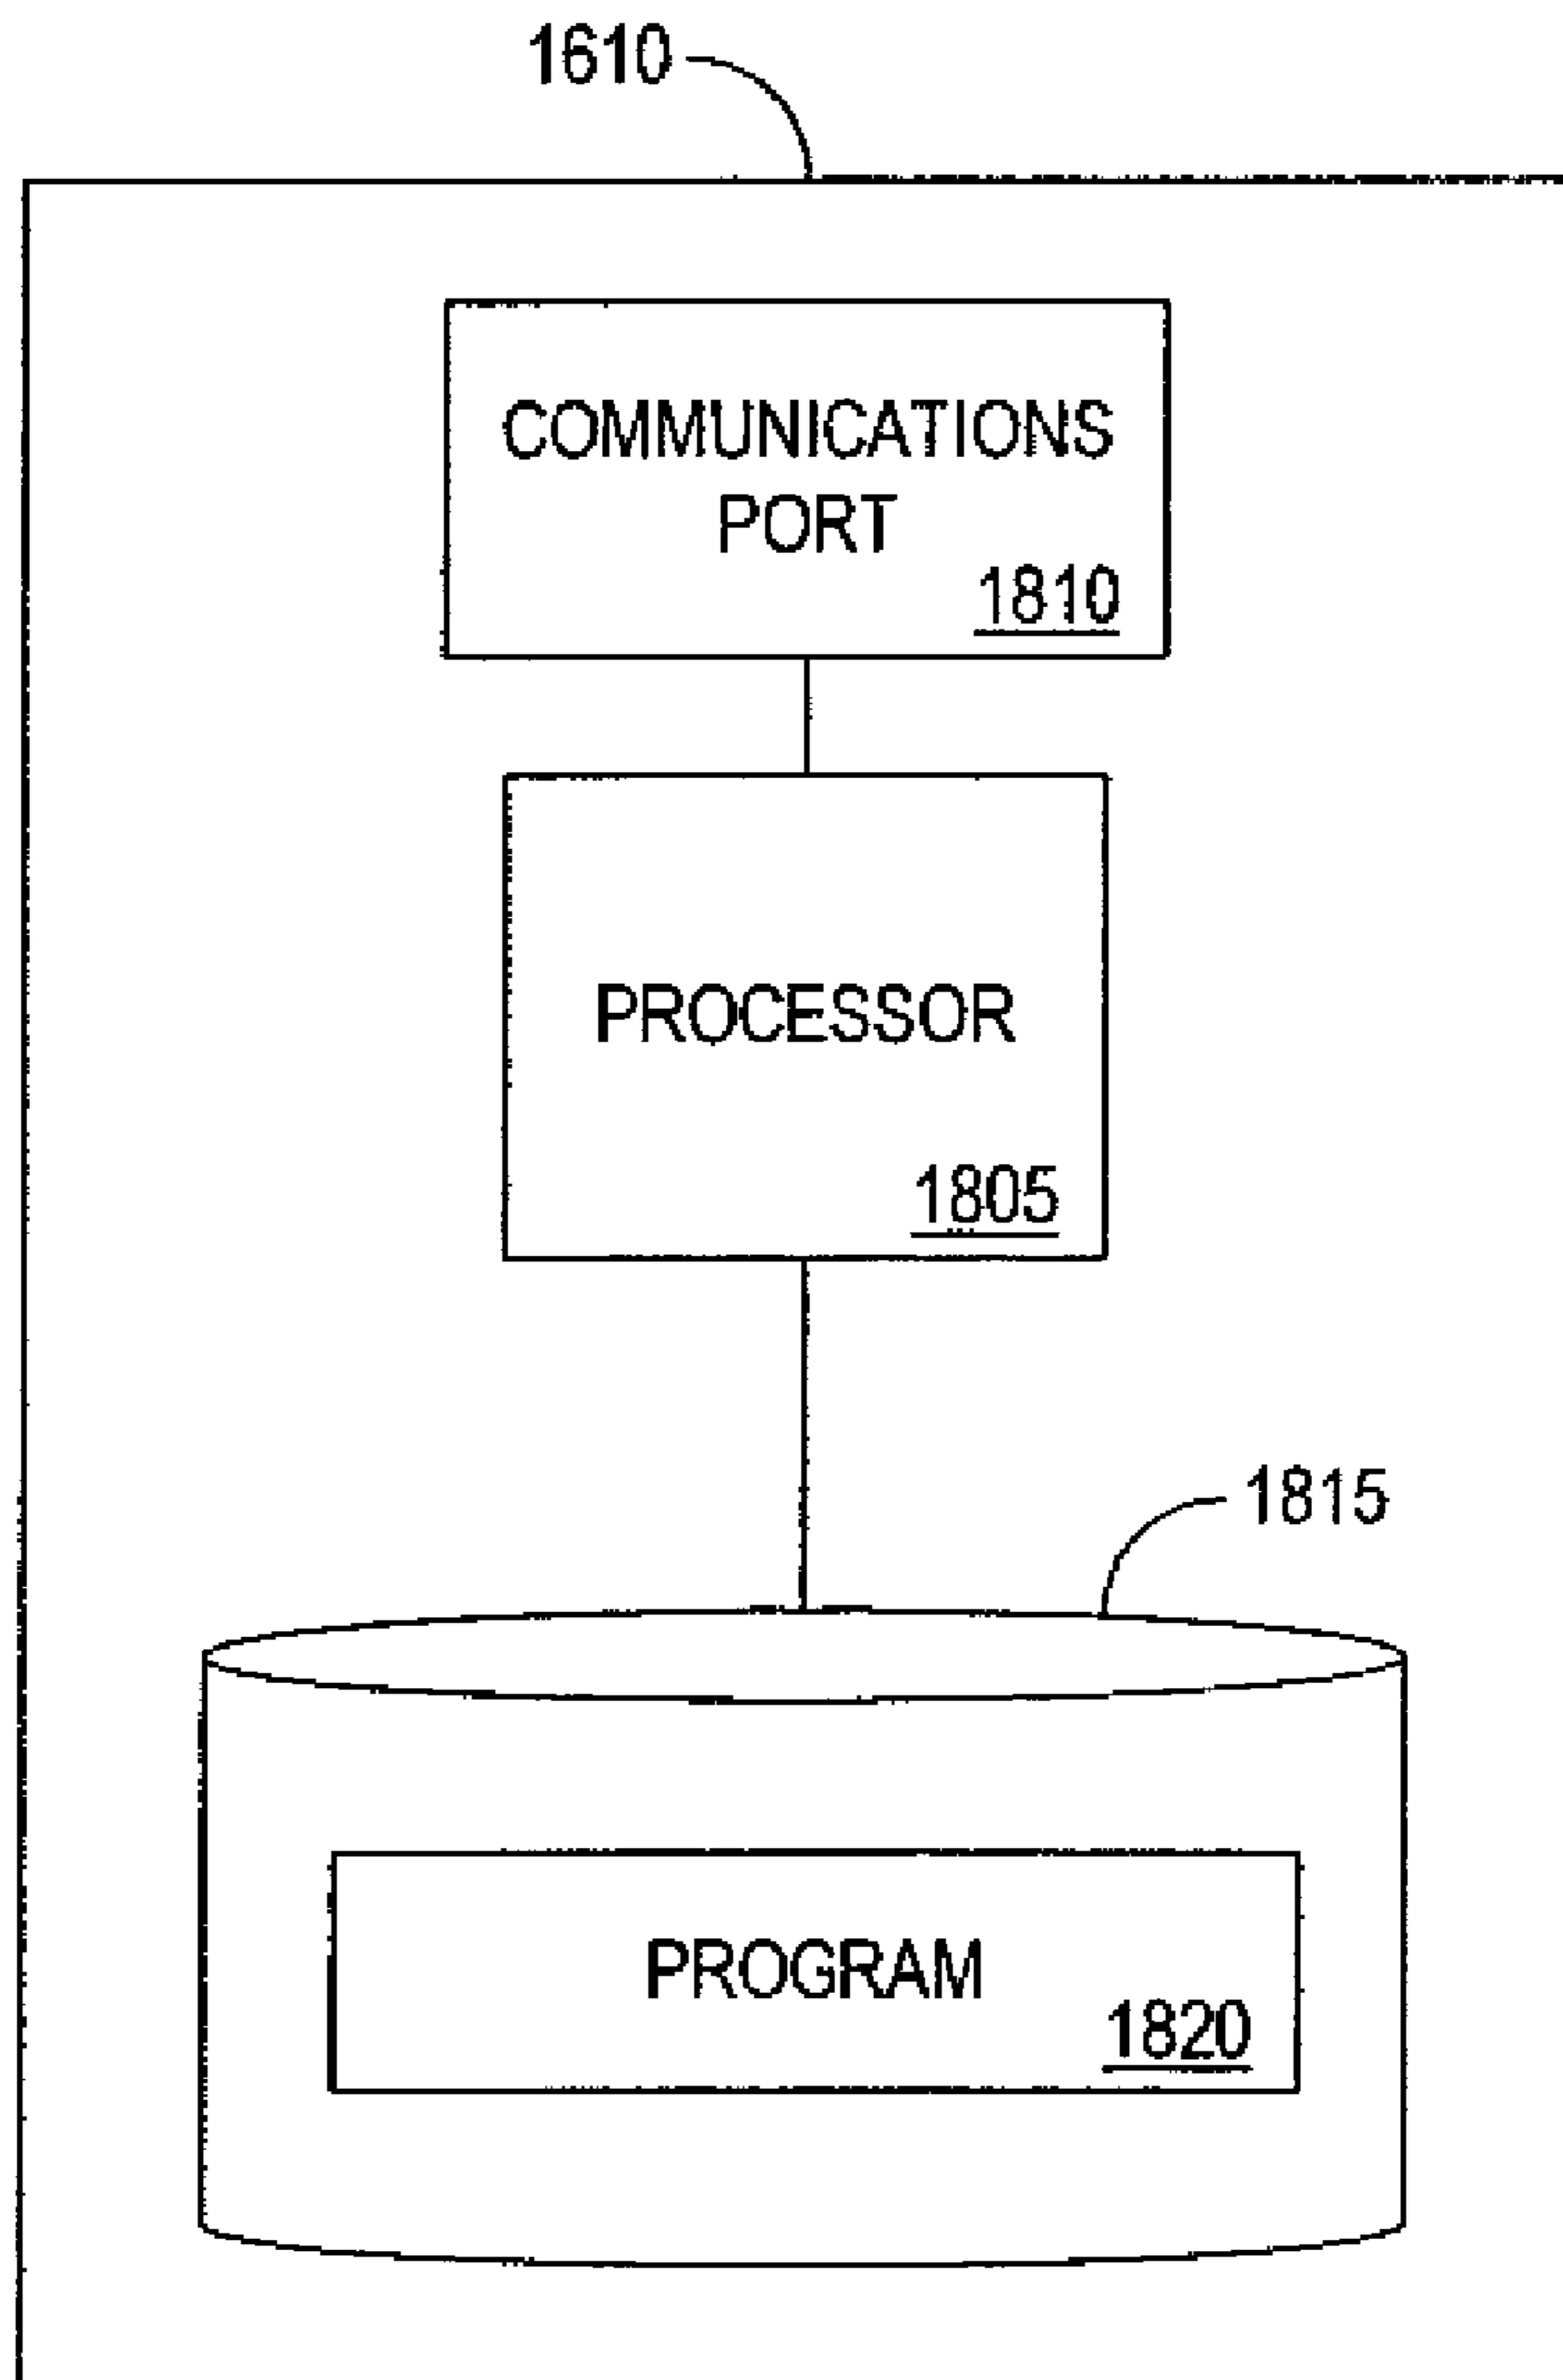 1610
COMMUNICATIONS
PORT
1810
PROCESSOR
1805
1815
PROGRAM
1820